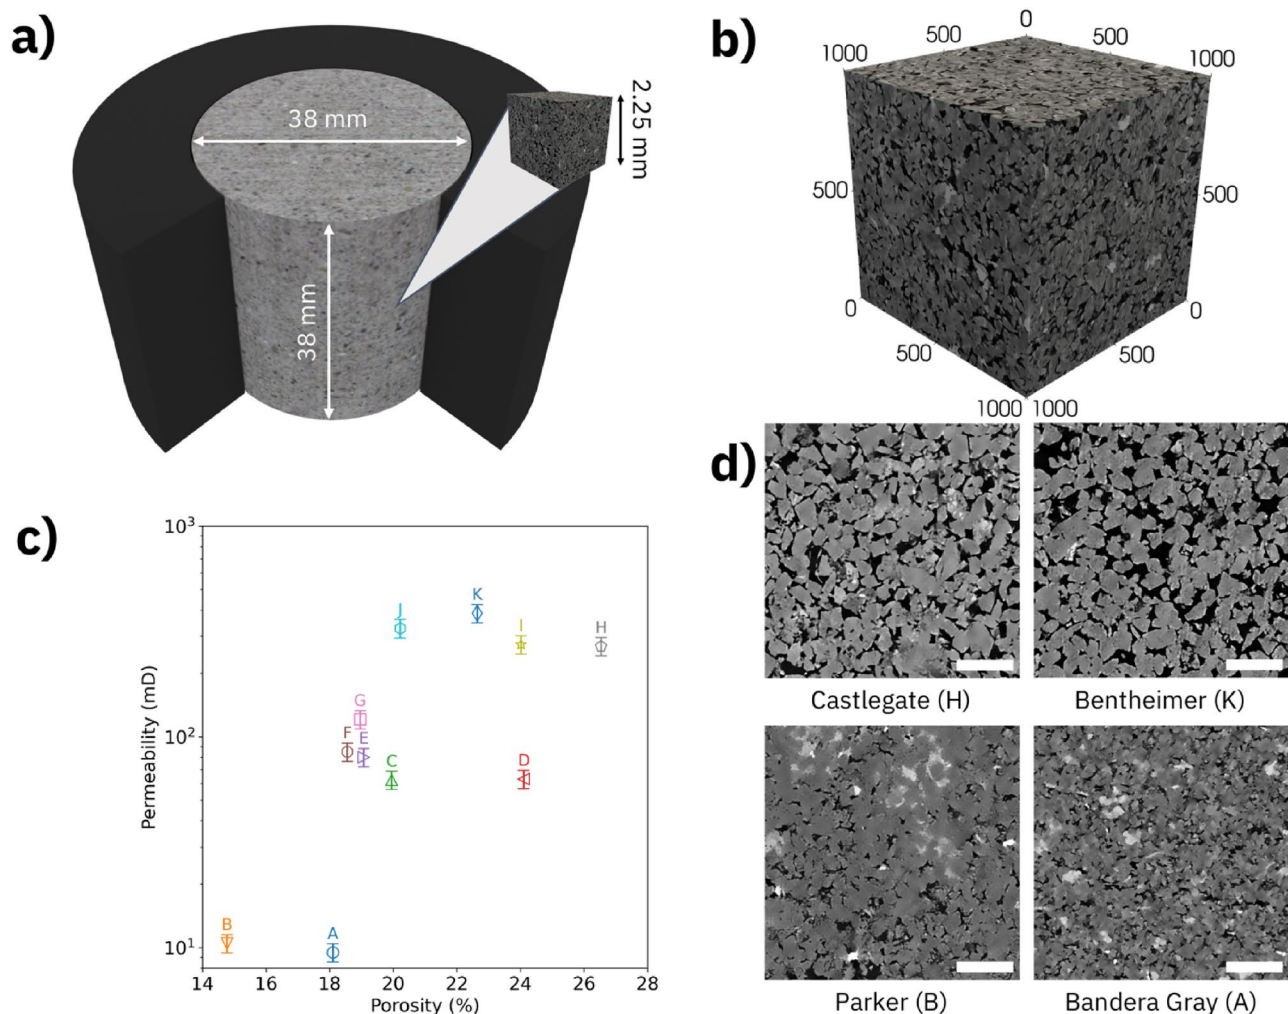 a)
38 mm
38 mm
2.25 mm
b)
0
500
500
1000
1000
500
500
0
0
500
500
1000
1000
c)
10³
10²
10¹
Permeability (mD)
J
K
I
H
G
F
E
C
D
B
A
14
16
18
20
22
24
26
28
Porosity (%)
d)
Castlegate (H)
Bentheimer (K)
Parker (B)
Bandera Gray (A)